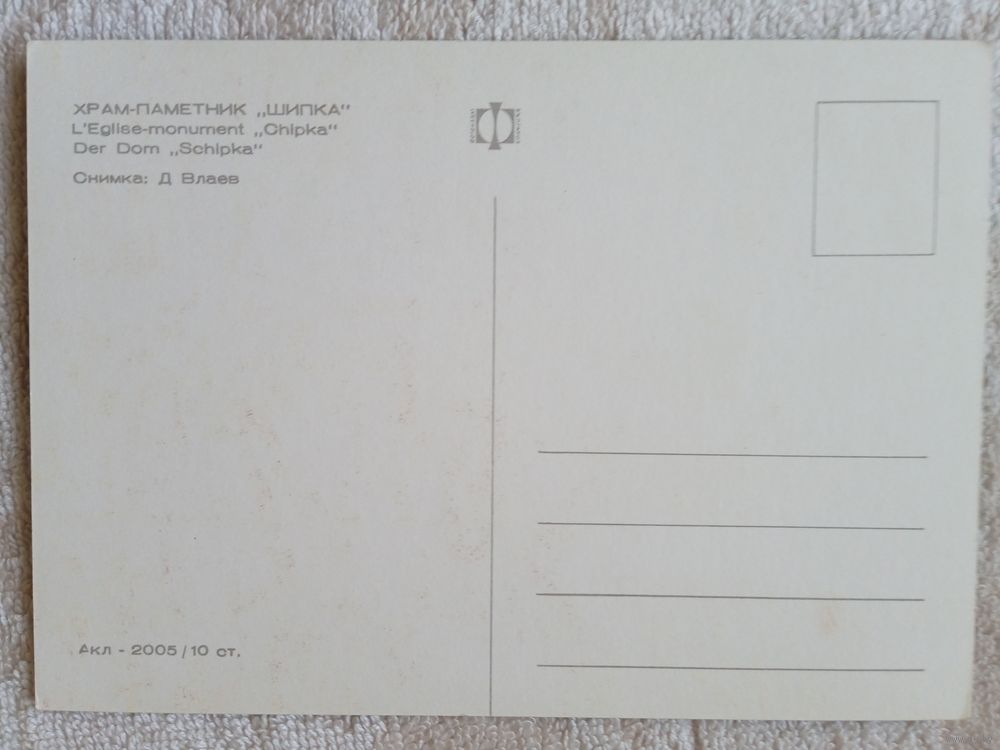 ХРАМ-ПАМЕТНИК „ШИПКА“
L'Eglise-monument „Chipka“
Der Dom „Schipka“
Снимка: Д Влаев
Акл - 2005/10 ст.